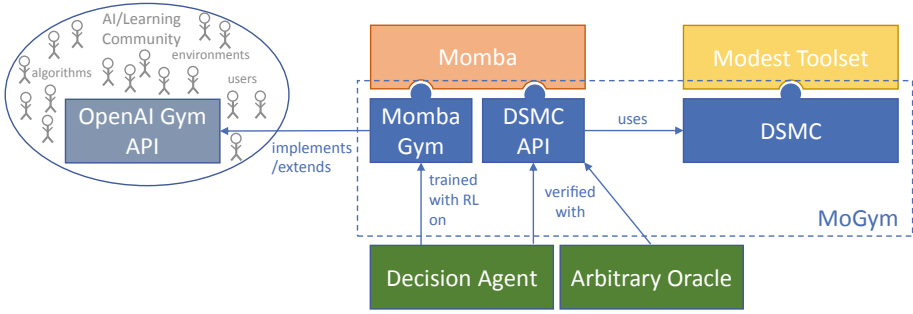 AI/Learning
Community
environments
algorithms
users
OpenAI Gym
API
Momba
Modest Toolset
Momba
Gym
DSMC
API
uses
DSMC
implements
/extends
trained
with RL
on
verified
with
MoGym
Decision Agent
Arbitrary Oracle